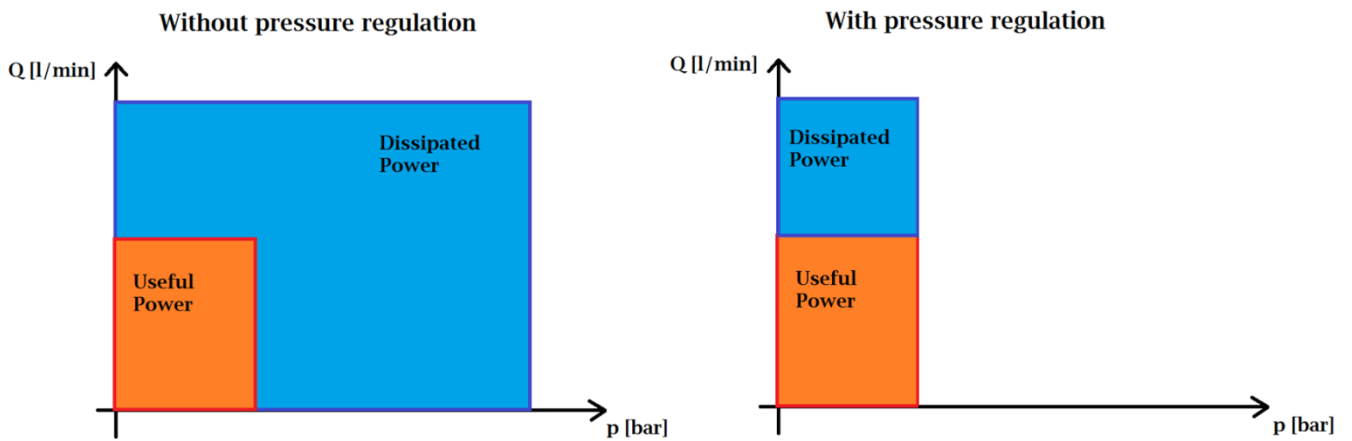 Without pressure regulation
Q [l/min]
Dissipated
Power
Useful
Power
p [bar]
With pressure regulation
Q [l/min]
Dissipated
Power
Useful
Power
p [bar]